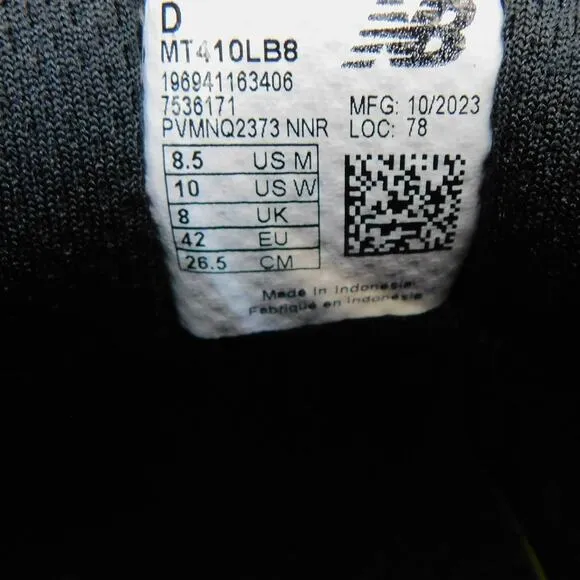 D
MT410LB8
196941163406
7536171
PVMNQ2373 NNR
MFG: 10/2023
LOC: 78
8.5 US M
10 US W
8 UK
42 EU
26.5 CM
Made in Indonesia
Fabriqué en Indonésie
NB